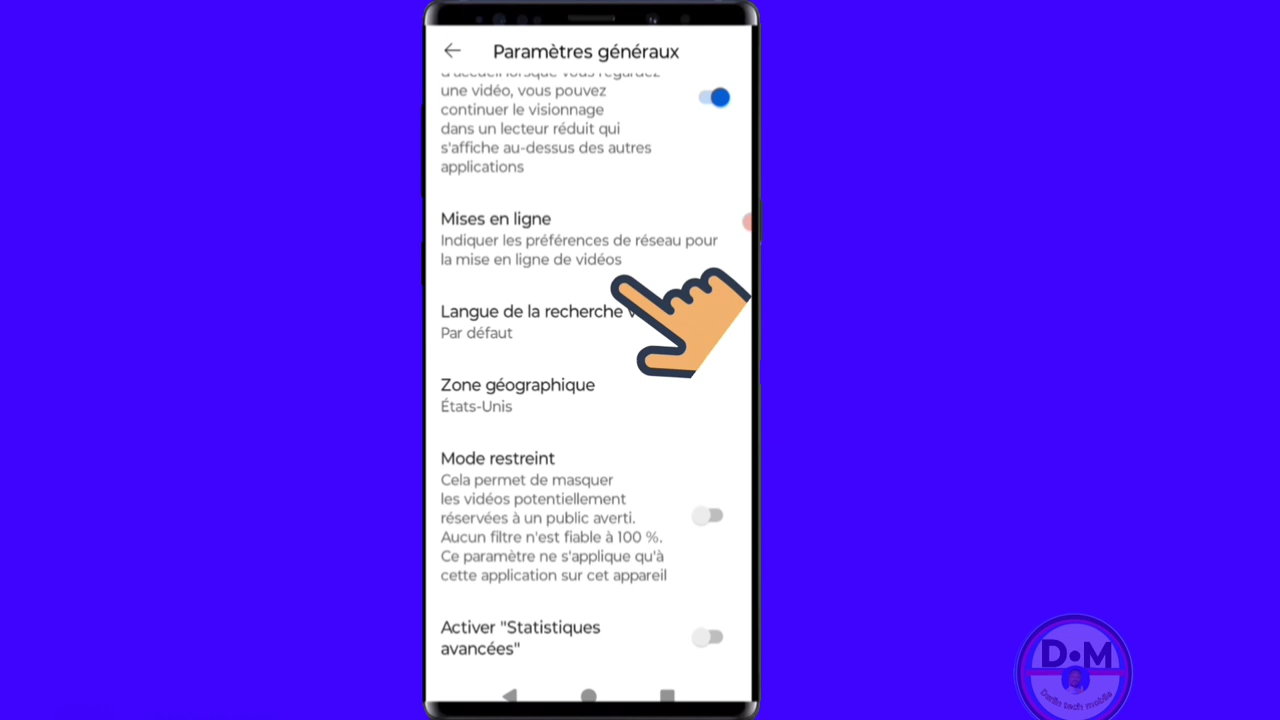 Paramètres généraux
d'accueil lorsque vous regardez
une vidéo, vous pouvez
continuer le visionnage
dans un lecteur réduit qui
s'affiche au-dessus des autres
applications
Mises en ligne
Indiquer les préférences de réseau pour
la mise en ligne de vidéos
Langue de la recherche
Par défaut
Zone géographique
États-Unis
Mode restreint
Cela permet de masquer
les vidéos potentiellement
réservées à un public averti.
Aucun filtre n'est fiable à 100 %.
Ce paramètre ne s'applique qu'à
cette application sur cet appareil
Activer "Statistiques
avancées"
D•M